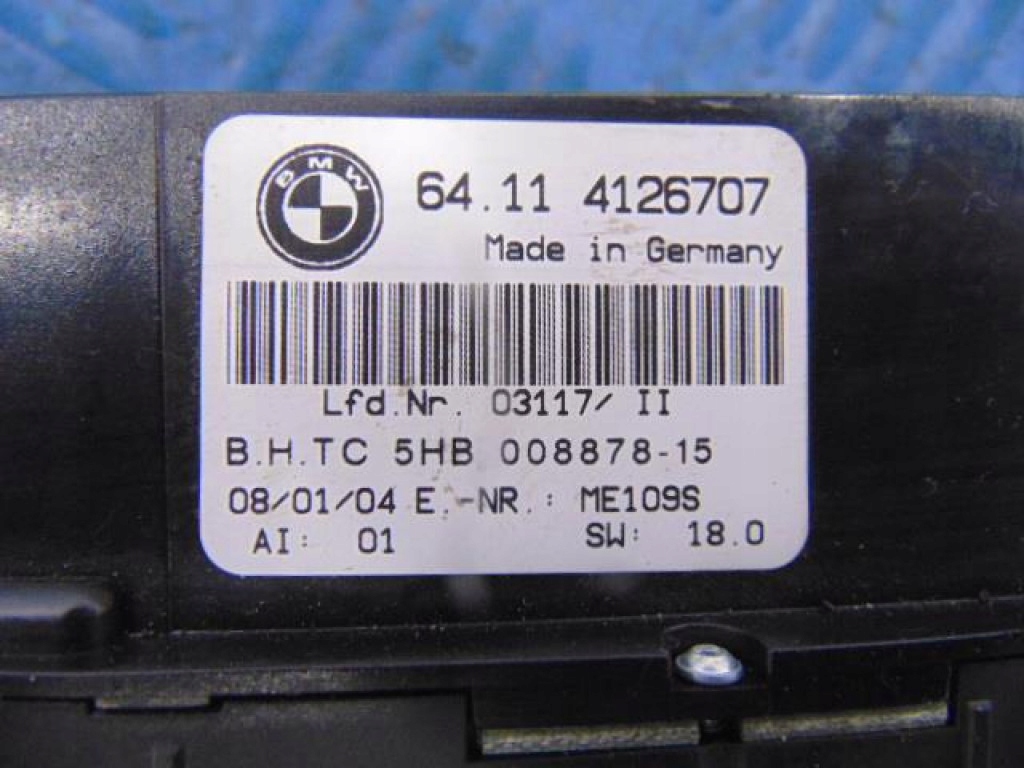 BMW
64.11 4126707
Made in Germany
Lfd.Nr. 03117/ II
B.H.TC 5HB 008878-15
08/01/04 E.-NR.: ME109S
AI: 01 SW: 18.0